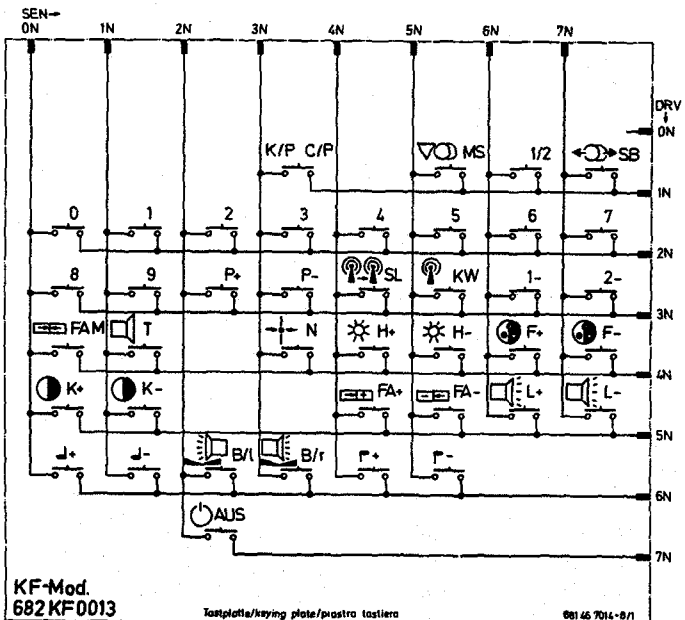 SEN→
0N 1N 2N 3N 4N 5N 6N 7N
DRV
0N
K/P C/P MS 1/2 SB
1N
0 1 2 3 4 5 6 7
2N
8 9 P+ P- SL KW 1- 2-
3N
FAM T N H+ H- F+ F-
4N
K+ K- FA+ FA- L+ L-
5N
B/l B/r
6N
AUS
7N
KF-Mod.
682 KF0013
Tastplatte/keying plate/piastra tastiera